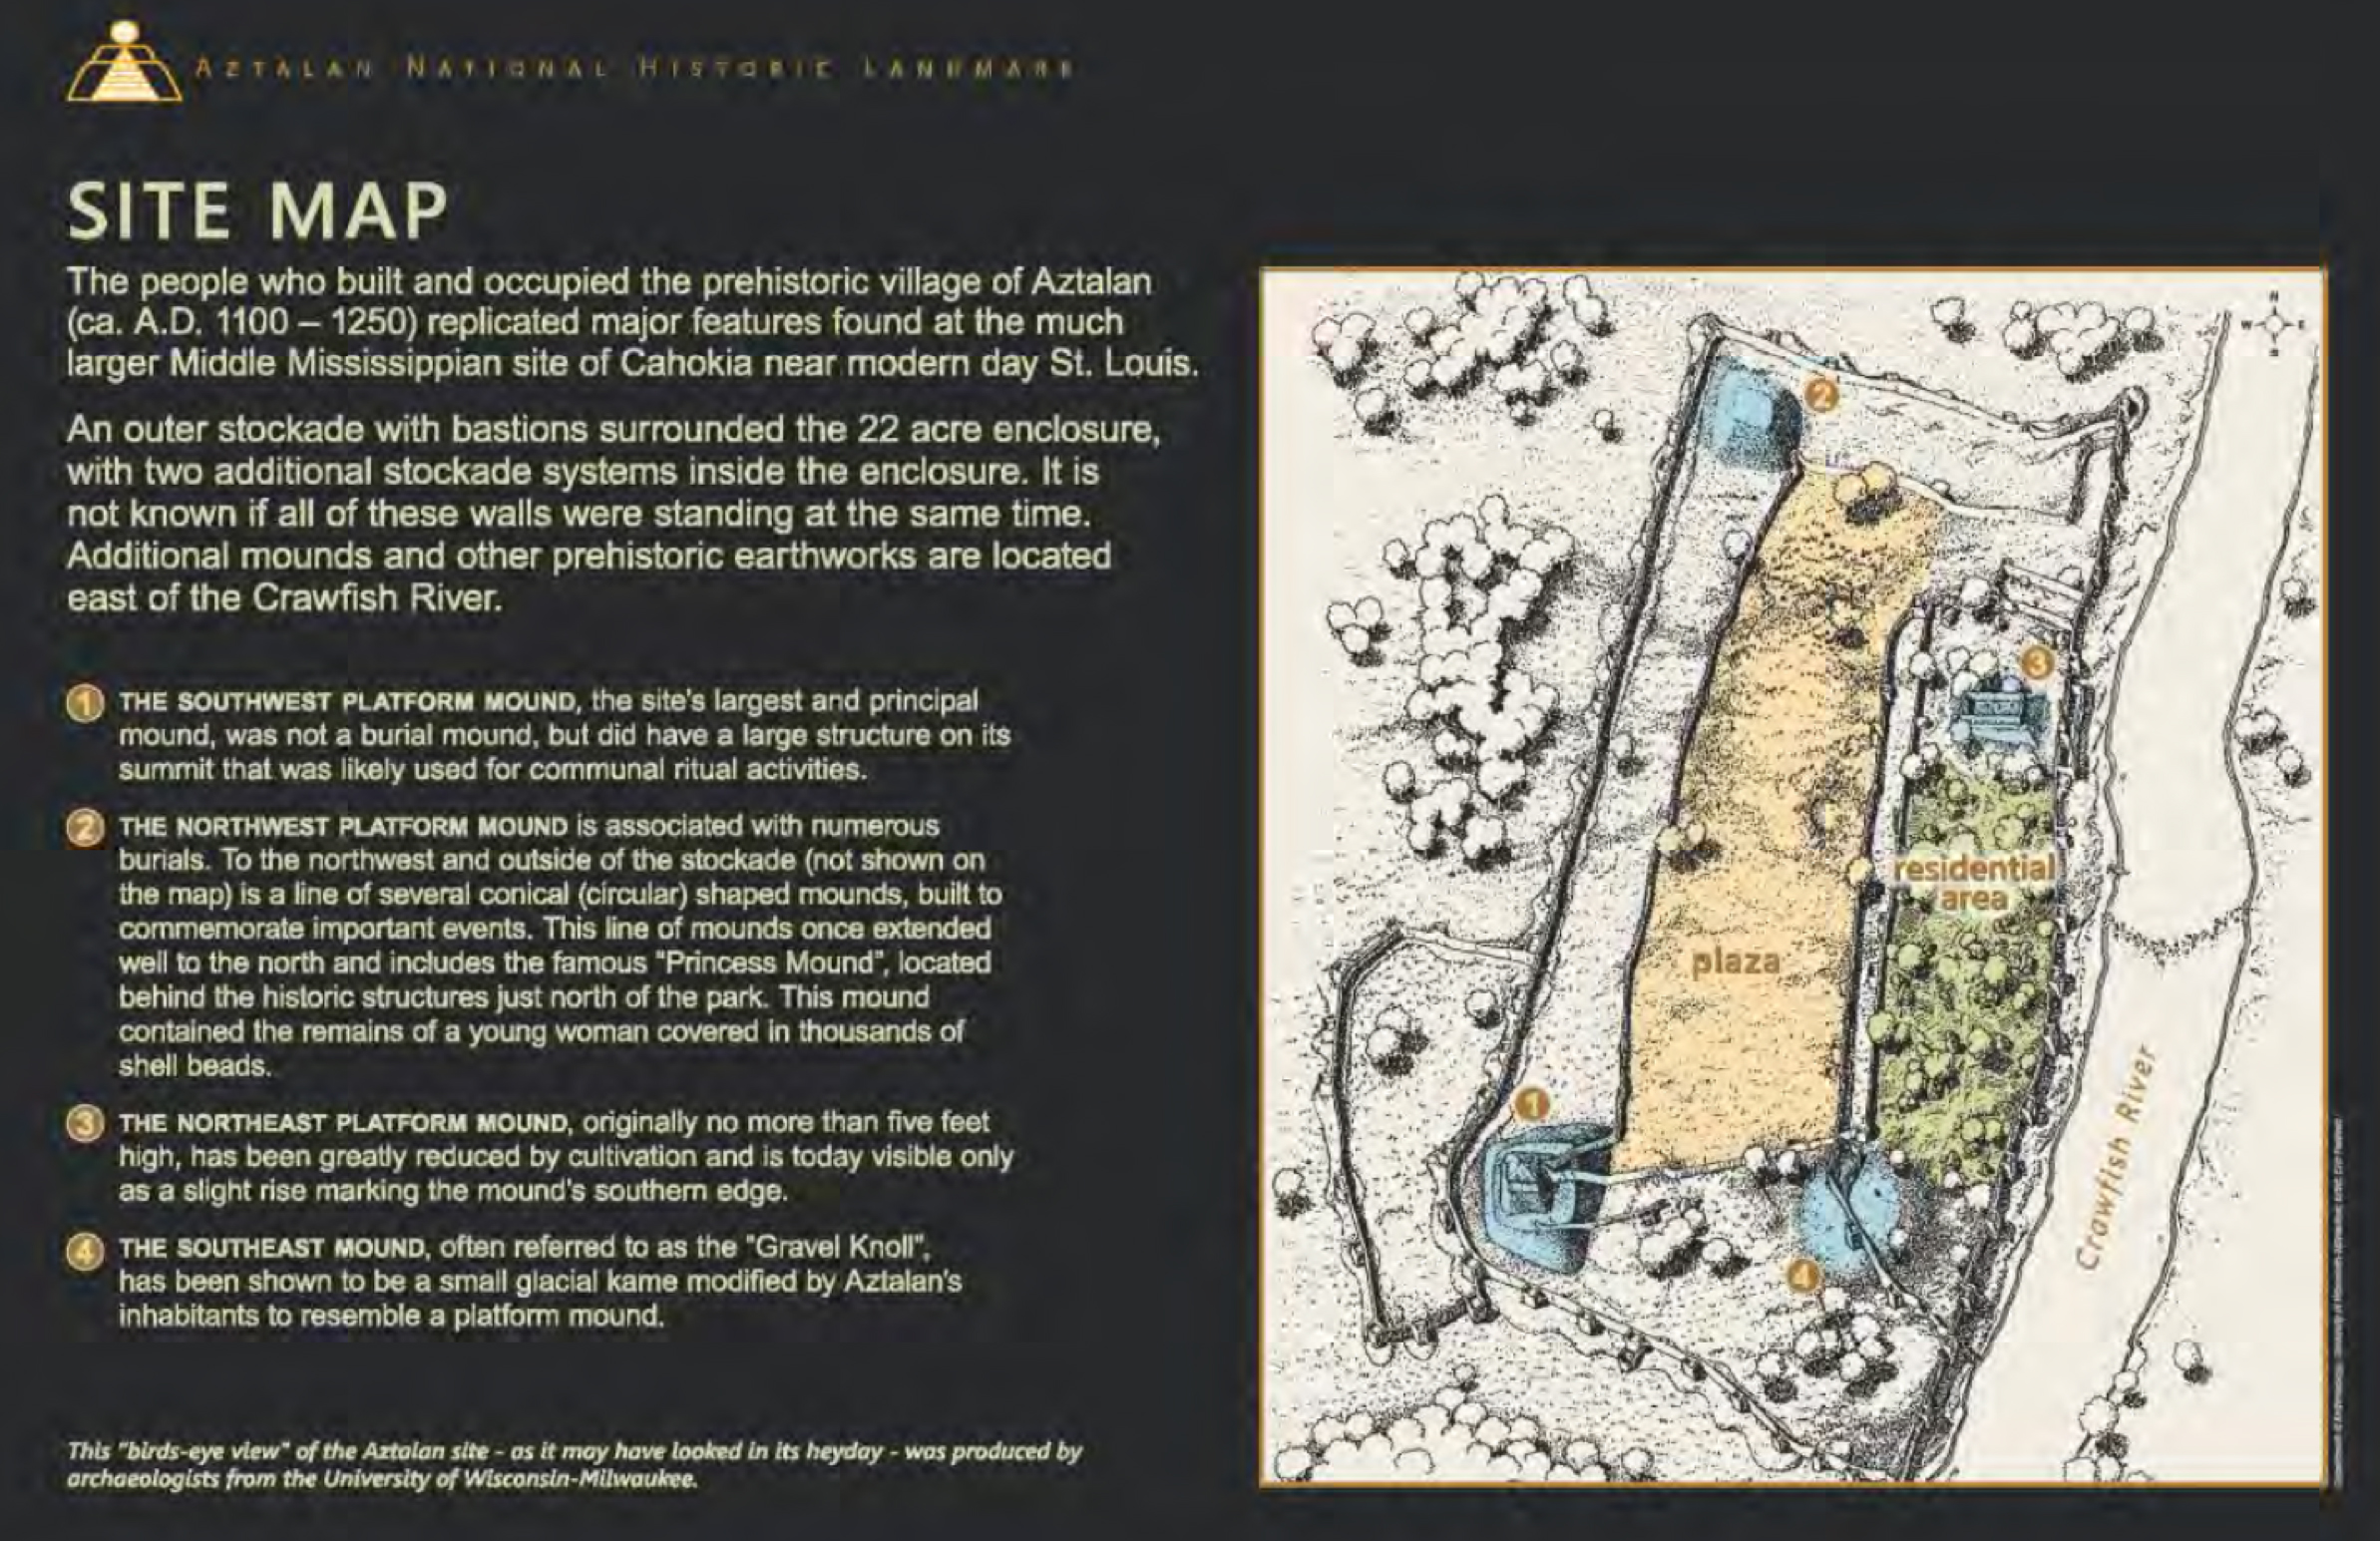 AZTALAN NATIONAL HISTORIC LANDMARK
SITE MAP
The people who built and occupied the prehistoric village of Aztalan
(ca. A.D. 1100 – 1250) replicated major features found at the much
larger Middle Mississippian site of Cahokia near modern day St. Louis.
An outer stockade with bastions surrounded the 22 acre enclosure,
with two additional stockade systems inside the enclosure. It is
not known if all of these walls were standing at the same time.
Additional mounds and other prehistoric earthworks are located
east of the Crawfish River.
1 THE SOUTHWEST PLATFORM MOUND, the site's largest and principal
mound, was not a burial mound, but did have a large structure on its
summit that was likely used for communal ritual activities.
2 THE NORTHWEST PLATFORM MOUND is associated with numerous
burials. To the northwest and outside of the stockade (not shown on
the map) is a line of several conical (circular) shaped mounds, built to
commemorate important events. This line of mounds once extended
well to the north and includes the famous "Princess Mound", located
behind the historic structures just north of the park. This mound
contained the remains of a young woman covered in thousands of
shell beads.
3 THE NORTHEAST PLATFORM MOUND, originally no more than five feet
high, has been greatly reduced by cultivation and is today visible only
as a slight rise marking the mound's southern edge.
4 THE SOUTHEAST MOUND, often referred to as the "Gravel Knoll",
has been shown to be a small glacial kame modified by Aztalan's
inhabitants to resemble a platform mound.
This "birds-eye view" of the Aztalan site - as it may have looked in its heyday - was produced by
archaeologists from the University of Wisconsin-Milwaukee.
N
W E
S
2
3
residential
area
plaza
1
4
Crawfish River